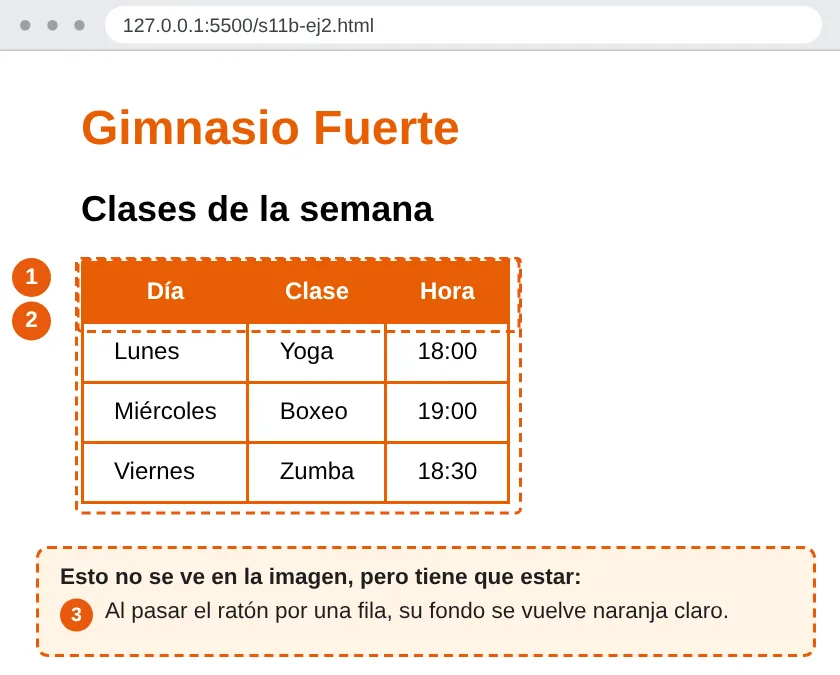 127.0.0.1:5500/s11b-ej2.html
Gimnasio Fuerte
Clases de la semana
1
2
Día Clase Hora
Lunes Yoga 18:00
Miércoles Boxeo 19:00
Viernes Zumba 18:30
Esto no se ve en la imagen, pero tiene que estar:
3 Al pasar el ratón por una fila, su fondo se vuelve naranja claro.